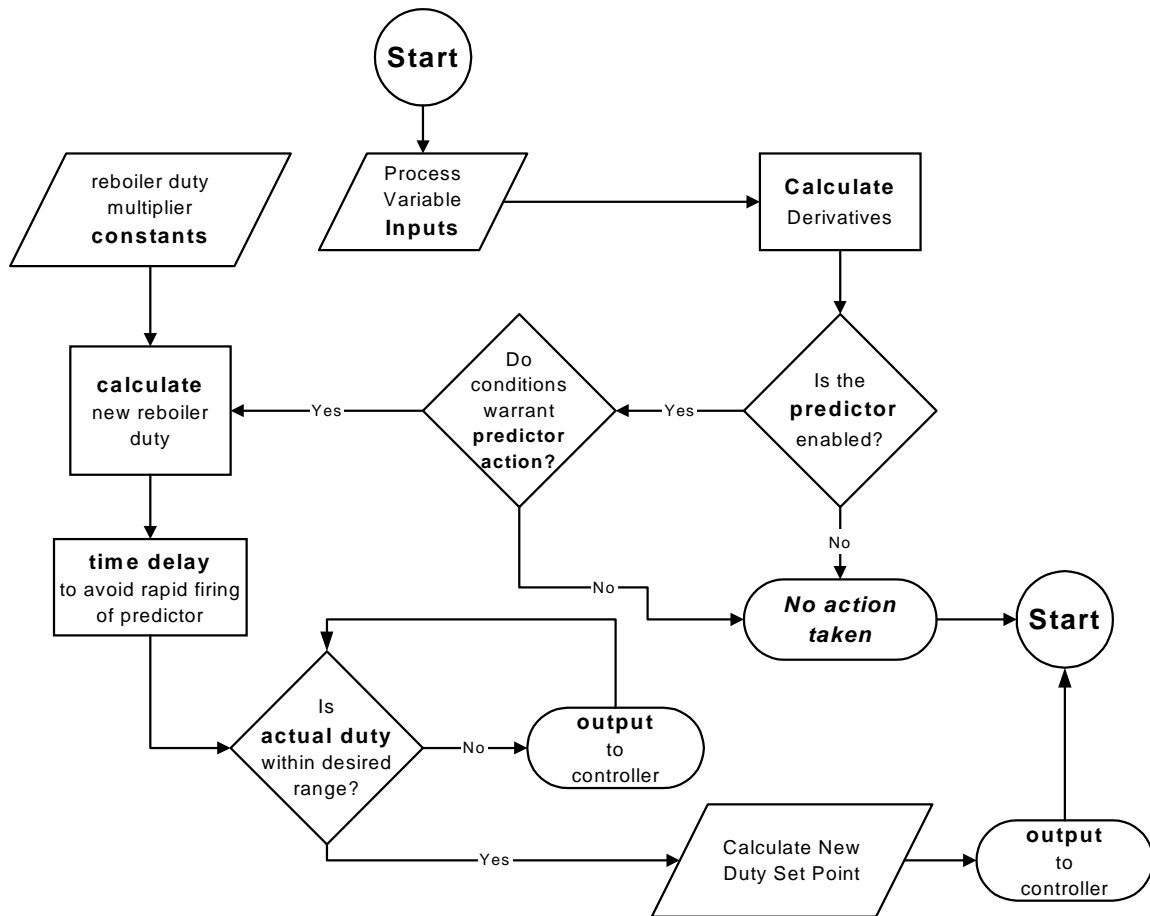 Start
reboiler duty
multiplier
constants
Process
Variable
Inputs
Calculate
Derivatives
calculate
new reboiler
duty
Yes
Do
conditions
warrant
predictor
action?
Yes
Is the
predictor
enabled?
No
No
time delay
to avoid rapid firing
of predictor
No action
taken
Start
Is
actual duty
within desired
range?
No
output
to
controller
Yes
Calculate New
Duty Set Point
output
to
controller